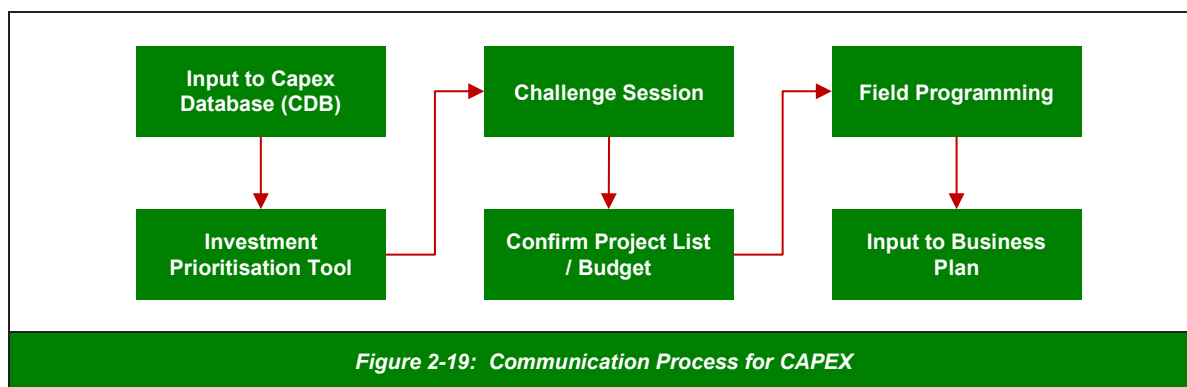 Input to Capex
Database (CDB)
Investment
Prioritisation Tool
Challenge Session
Confirm Project List
/ Budget
Field Programming
Input to Business
Plan
Figure 2-19: Communication Process for CAPEX